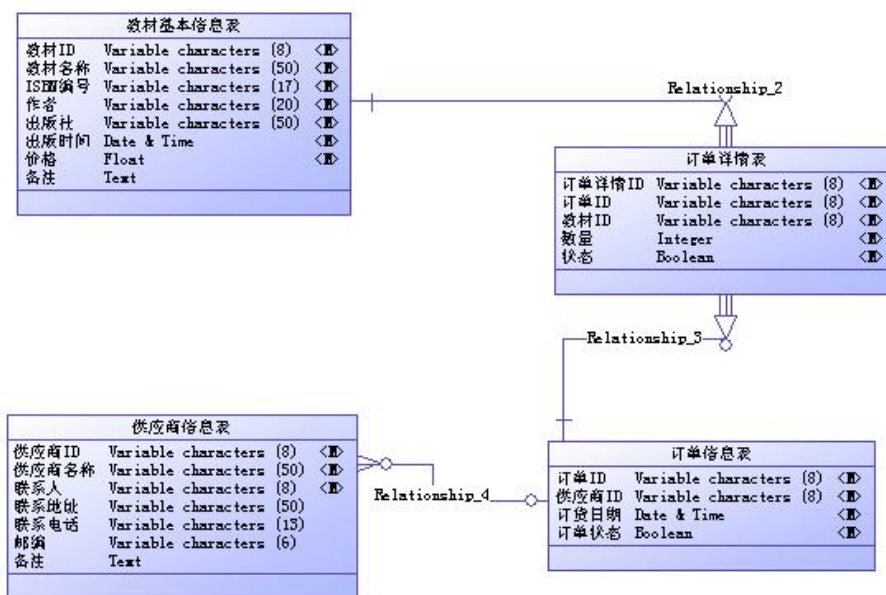 教材基本信息表
教材ID Variable characters (8) <M>
教材名称 Variable characters (50) <M>
ISBN编号 Variable characters (17) <M>
作者 Variable characters (20) <M>
出版社 Variable characters (50) <M>
出版时间 Date & Time <M>
价格 Float <M>
备注 Text
Relationship_2
订单详情表
订单详情ID Variable characters (8) <M>
订单ID Variable characters (8) <M>
教材ID Variable characters (8) <M>
数量 Integer <M>
状态 Boolean <M>
Relationship_3
供应商信息表
供应商ID Variable characters (8) <M>
供应商名称 Variable characters (50) <M>
联系人 Variable characters (8) <M>
联系地址 Variable characters (50)
联系电话 Variable characters (15)
邮编 Variable characters (6)
备注 Text
Relationship_4
订单信息表
订单ID Variable characters (8) <M>
供应商ID Variable characters (8) <M>
订货日期 Date & Time <M>
订单状态 Boolean <M>